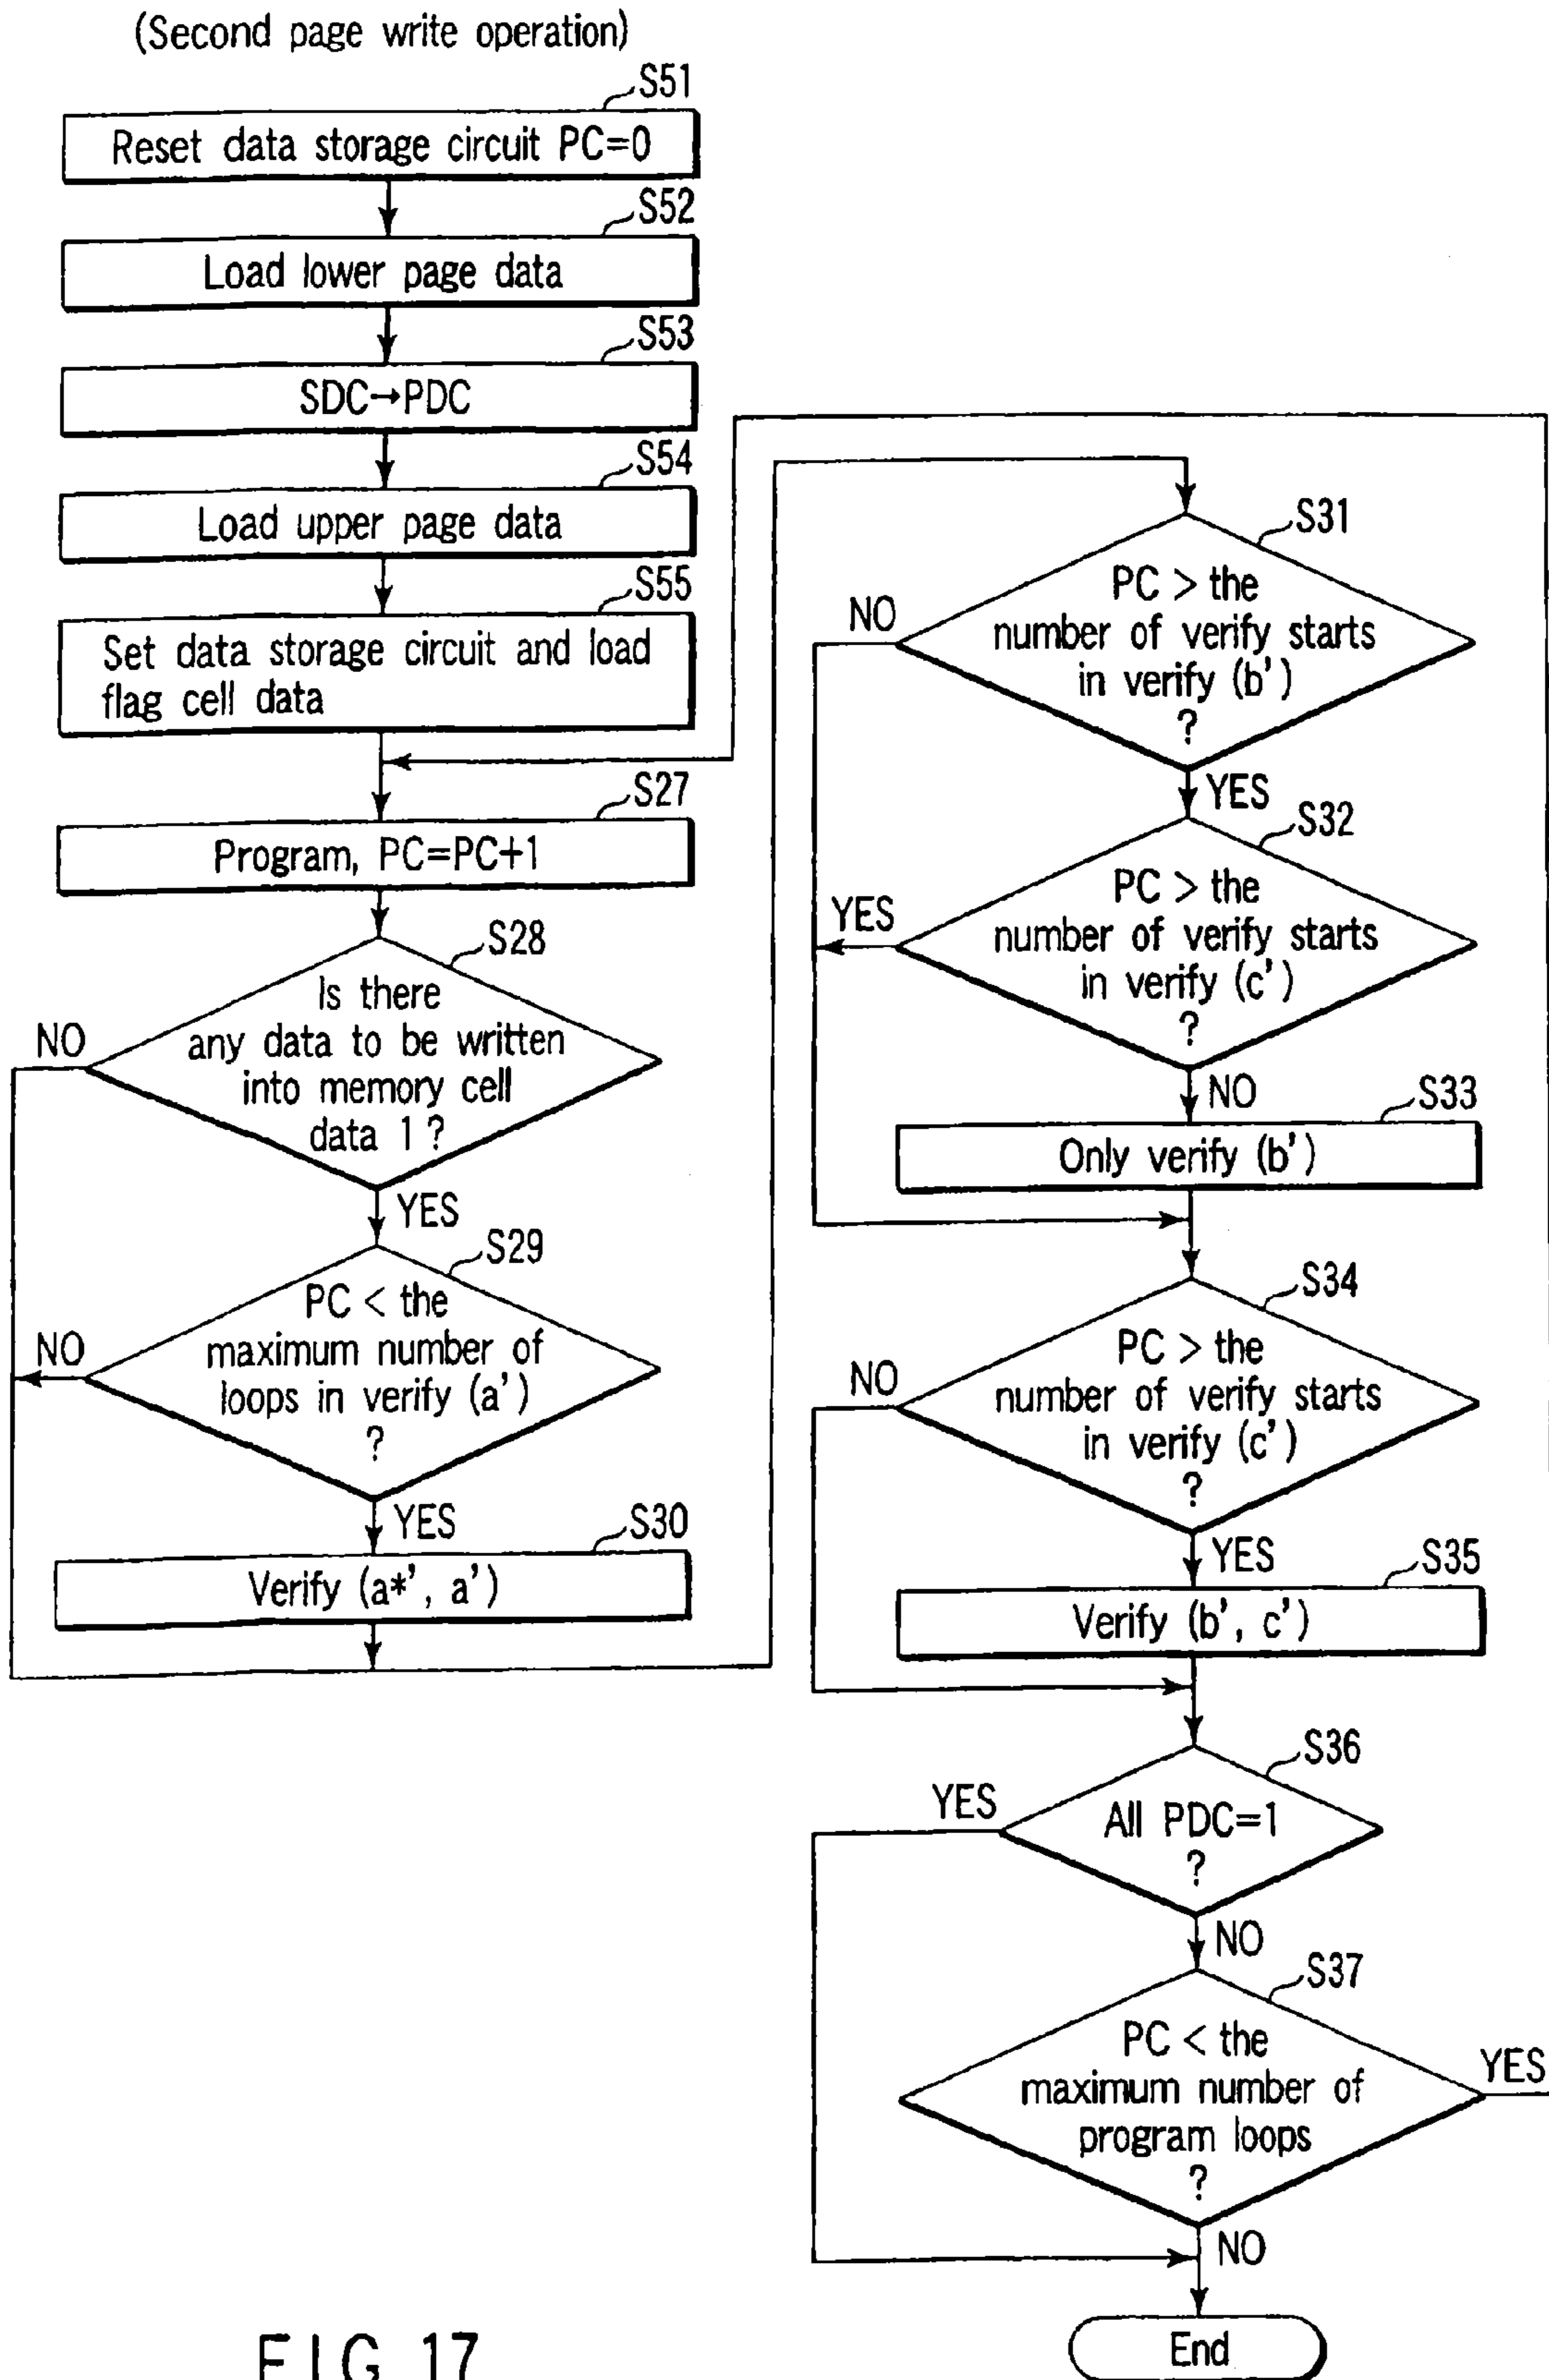 (Second page write operation)
S51
Reset data storage circuit PC=0
S52
Load lower page data
S53
SDC→PDC
S54
Load upper page data
S55
Set data storage circuit and load
flag cell data
S27
Program, PC=PC+1
S28
Is there
any data to be written
into memory cell
data 1 ?
NO
YES
S29
PC < the
maximum number of
loops in verify (a')
?
NO
YES
S30
Verify (a*', a')
S31
PC > the
number of verify starts
in verify (b')
?
NO
YES
S32
PC > the
number of verify starts
in verify (c')
?
YES
NO
S33
Only verify (b')
S34
PC > the
number of verify starts
in verify (c')
?
NO
YES
S35
Verify (b', c')
S36
All PDC=1
?
YES
NO
S37
PC < the
maximum number of
program loops
?
YES
NO
End
FIG. 17